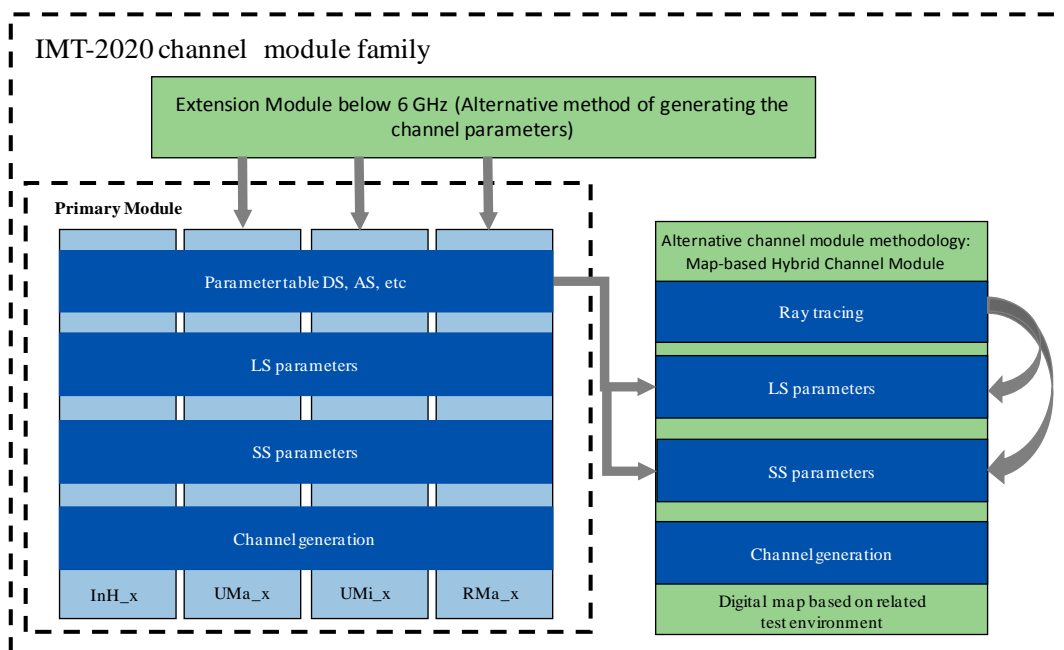 IMT-2020 channel module family
Extension Module below 6 GHz (Alternative method of generating the
channel parameters)
Primary Module
Parameter table DS, AS, etc
LS parameters
SS parameters
Channel generation
InH_x
UMa_x
UMi_x
RMa_x
Alternative channel module methodology:
Map-based Hybrid Channel Module
Ray tracing
LS parameters
SS parameters
Channel generation
Digital map based on related
test environment